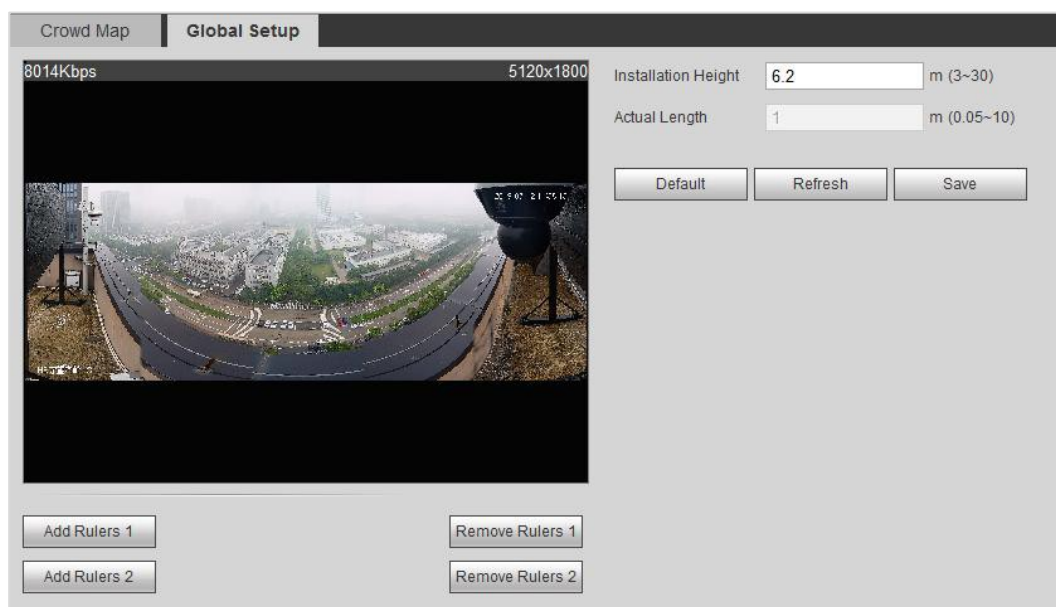 Crowd Map Global Setup
8014Kbps 5120x1800
Installation Height 6.2 m (3~30)
Actual Length 1 m (0.05~10)
Default Refresh Save
Add Rulers 1 Remove Rulers 1
Add Rulers 2 Remove Rulers 2